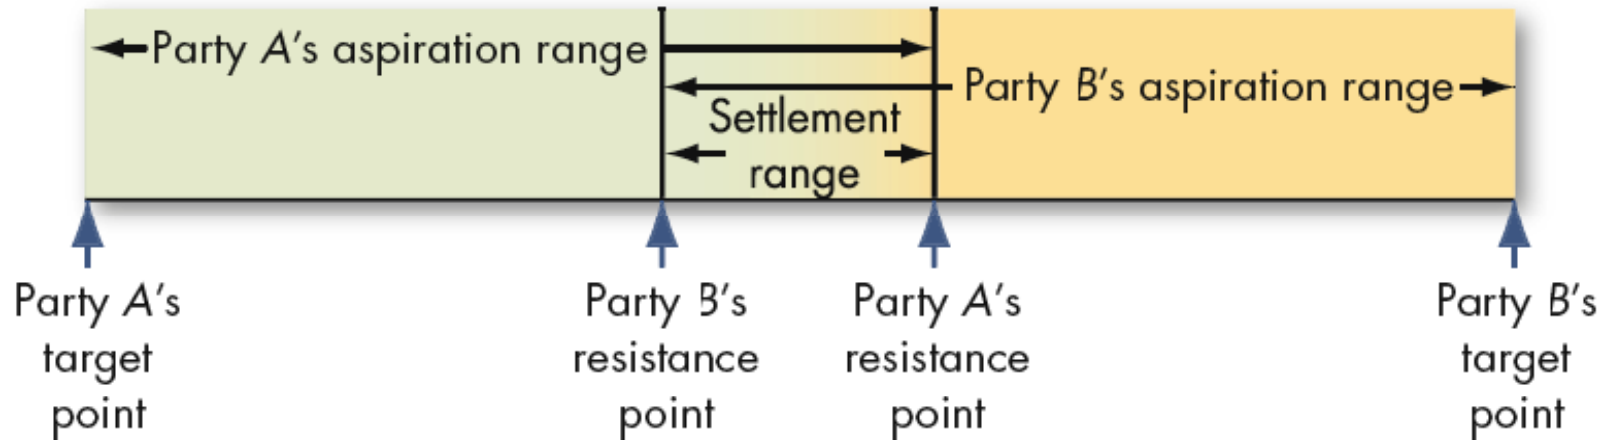 Party A's aspiration range
Party B's aspiration range
Settlement
range
Party A's
target
point
Party B's
resistance
point
Party A's
resistance
point
Party B's
target
point